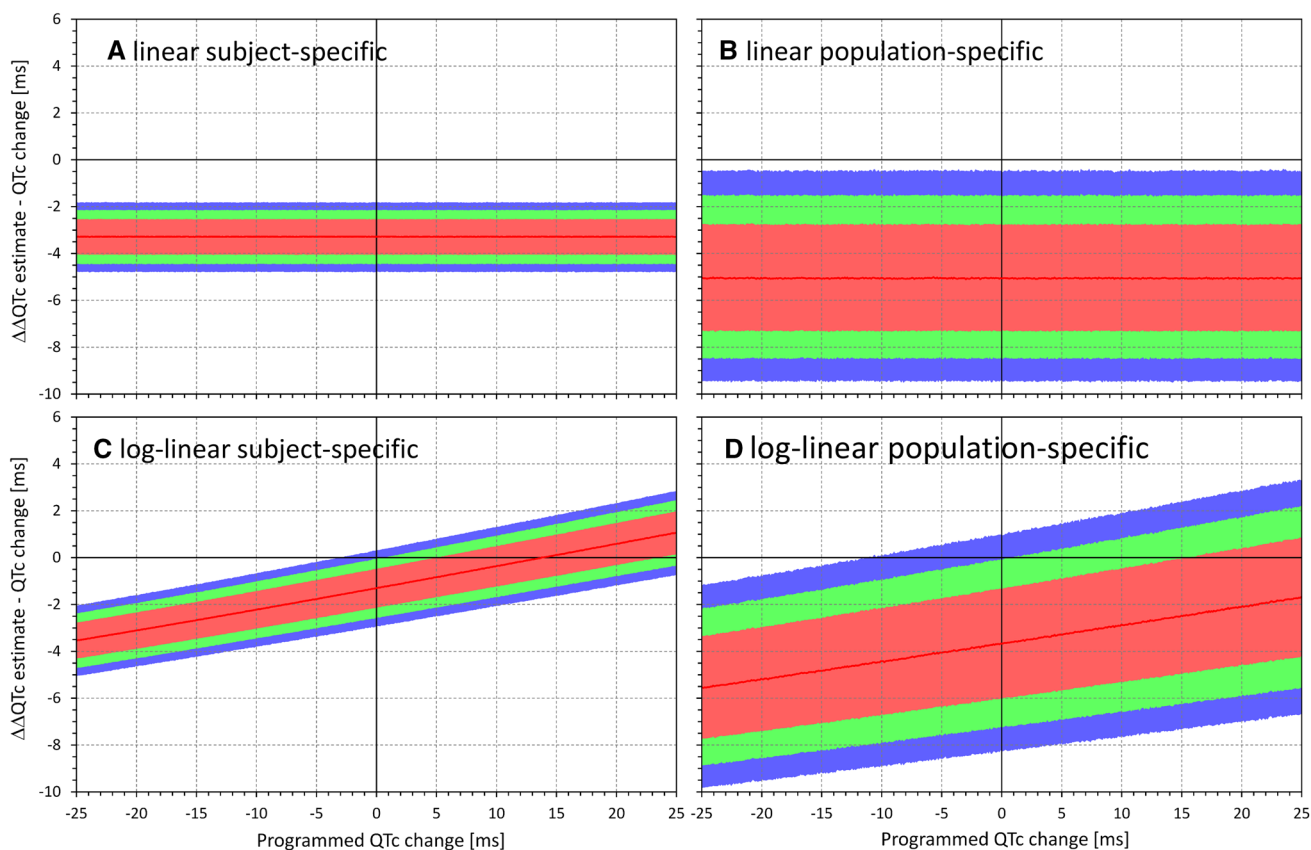 A linear subject-specific
B linear population-specific
ΔΔQTc estimate - QTc change [ms]
6
4
2
0
-2
-4
-6
-8
-10
C log-linear subject-specific
D log-linear population-specific
ΔΔQTc estimate - QTc change [ms]
6
4
2
0
-2
-4
-6
-8
-10
-25 -20 -15 -10 -5 0 5 10 15 20 25
-25 -20 -15 -10 -5 0 5 10 15 20 25
Programmed QTc change [ms]
Programmed QTc change [ms]